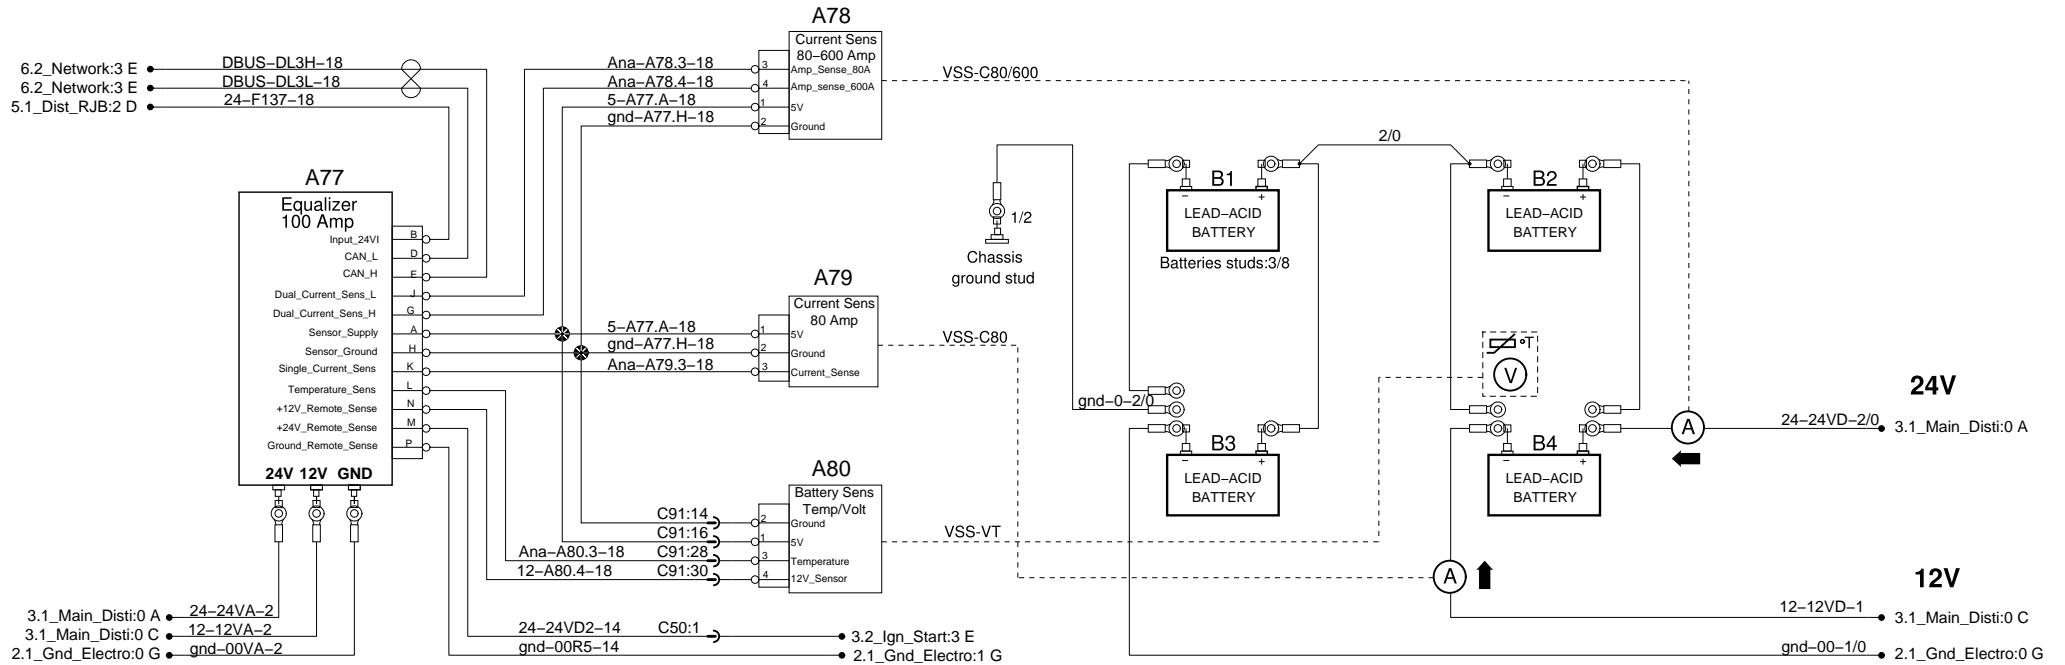 A78
Current Sens
80–600 Amp
3 Amp_Sense_80A
4 Amp_sense_600A
1 5V
2 Ground
6.2_Network:3 E
DBUS–DL3H–18
6.2_Network:3 E
DBUS–DL3L–18
5.1_Dist_RJB:2 D
24–F137–18
Ana–A78.3–18
Ana–A78.4–18
5–A77.A–18
gnd–A77.H–18
VSS-C80/600
A77
Equalizer
100 Amp
Input_24VI B
CAN_L D
CAN_H E
Dual_Current_Sens_L J
Dual_Current_Sens_H G
Sensor_Supply A
Sensor_Ground H
Single_Current_Sens K
Temperature_Sens L
+12V_Remote_Sense N
+24V_Remote_Sense M
Ground_Remote_Sense P
24V 12V GND
A79
Current Sens
80 Amp
1 5V
2 Ground
3 Current_Sense
5–A77.A–18
gnd–A77.H–18
Ana–A79.3–18
VSS-C80
A80
Battery Sens
Temp/Volt
2 Ground
1 5V
3 Temperature
4 12V_Sensor
C91:14
C91:16
Ana–A80.3–18 C91:28
12–A80.4–18 C91:30
VSS-VT
3.1_Main_Disti:0 A
24–24VA–2
3.1_Main_Disti:0 C
12–12VA–2
2.1_Gnd_Electro:0 G
gnd–00VA–2
24–24VD2–14 C50:1
3.2_Ign_Start:3 E
gnd–00R5–14
2.1_Gnd_Electro:1 G
1/2
Chassis
ground stud
2/0
B1
– +
LEAD–ACID
BATTERY
Batteries studs:3/8
B2
– +
LEAD–ACID
BATTERY
°T
V
gnd–0–2/0
B3
– +
LEAD–ACID
BATTERY
B4
– +
LEAD–ACID
BATTERY
A
24V
24–24VD–2/0
3.1_Main_Disti:0 A
A
12V
12–12VD–1
3.1_Main_Disti:0 C
gnd–00–1/0
2.1_Gnd_Electro:0 G